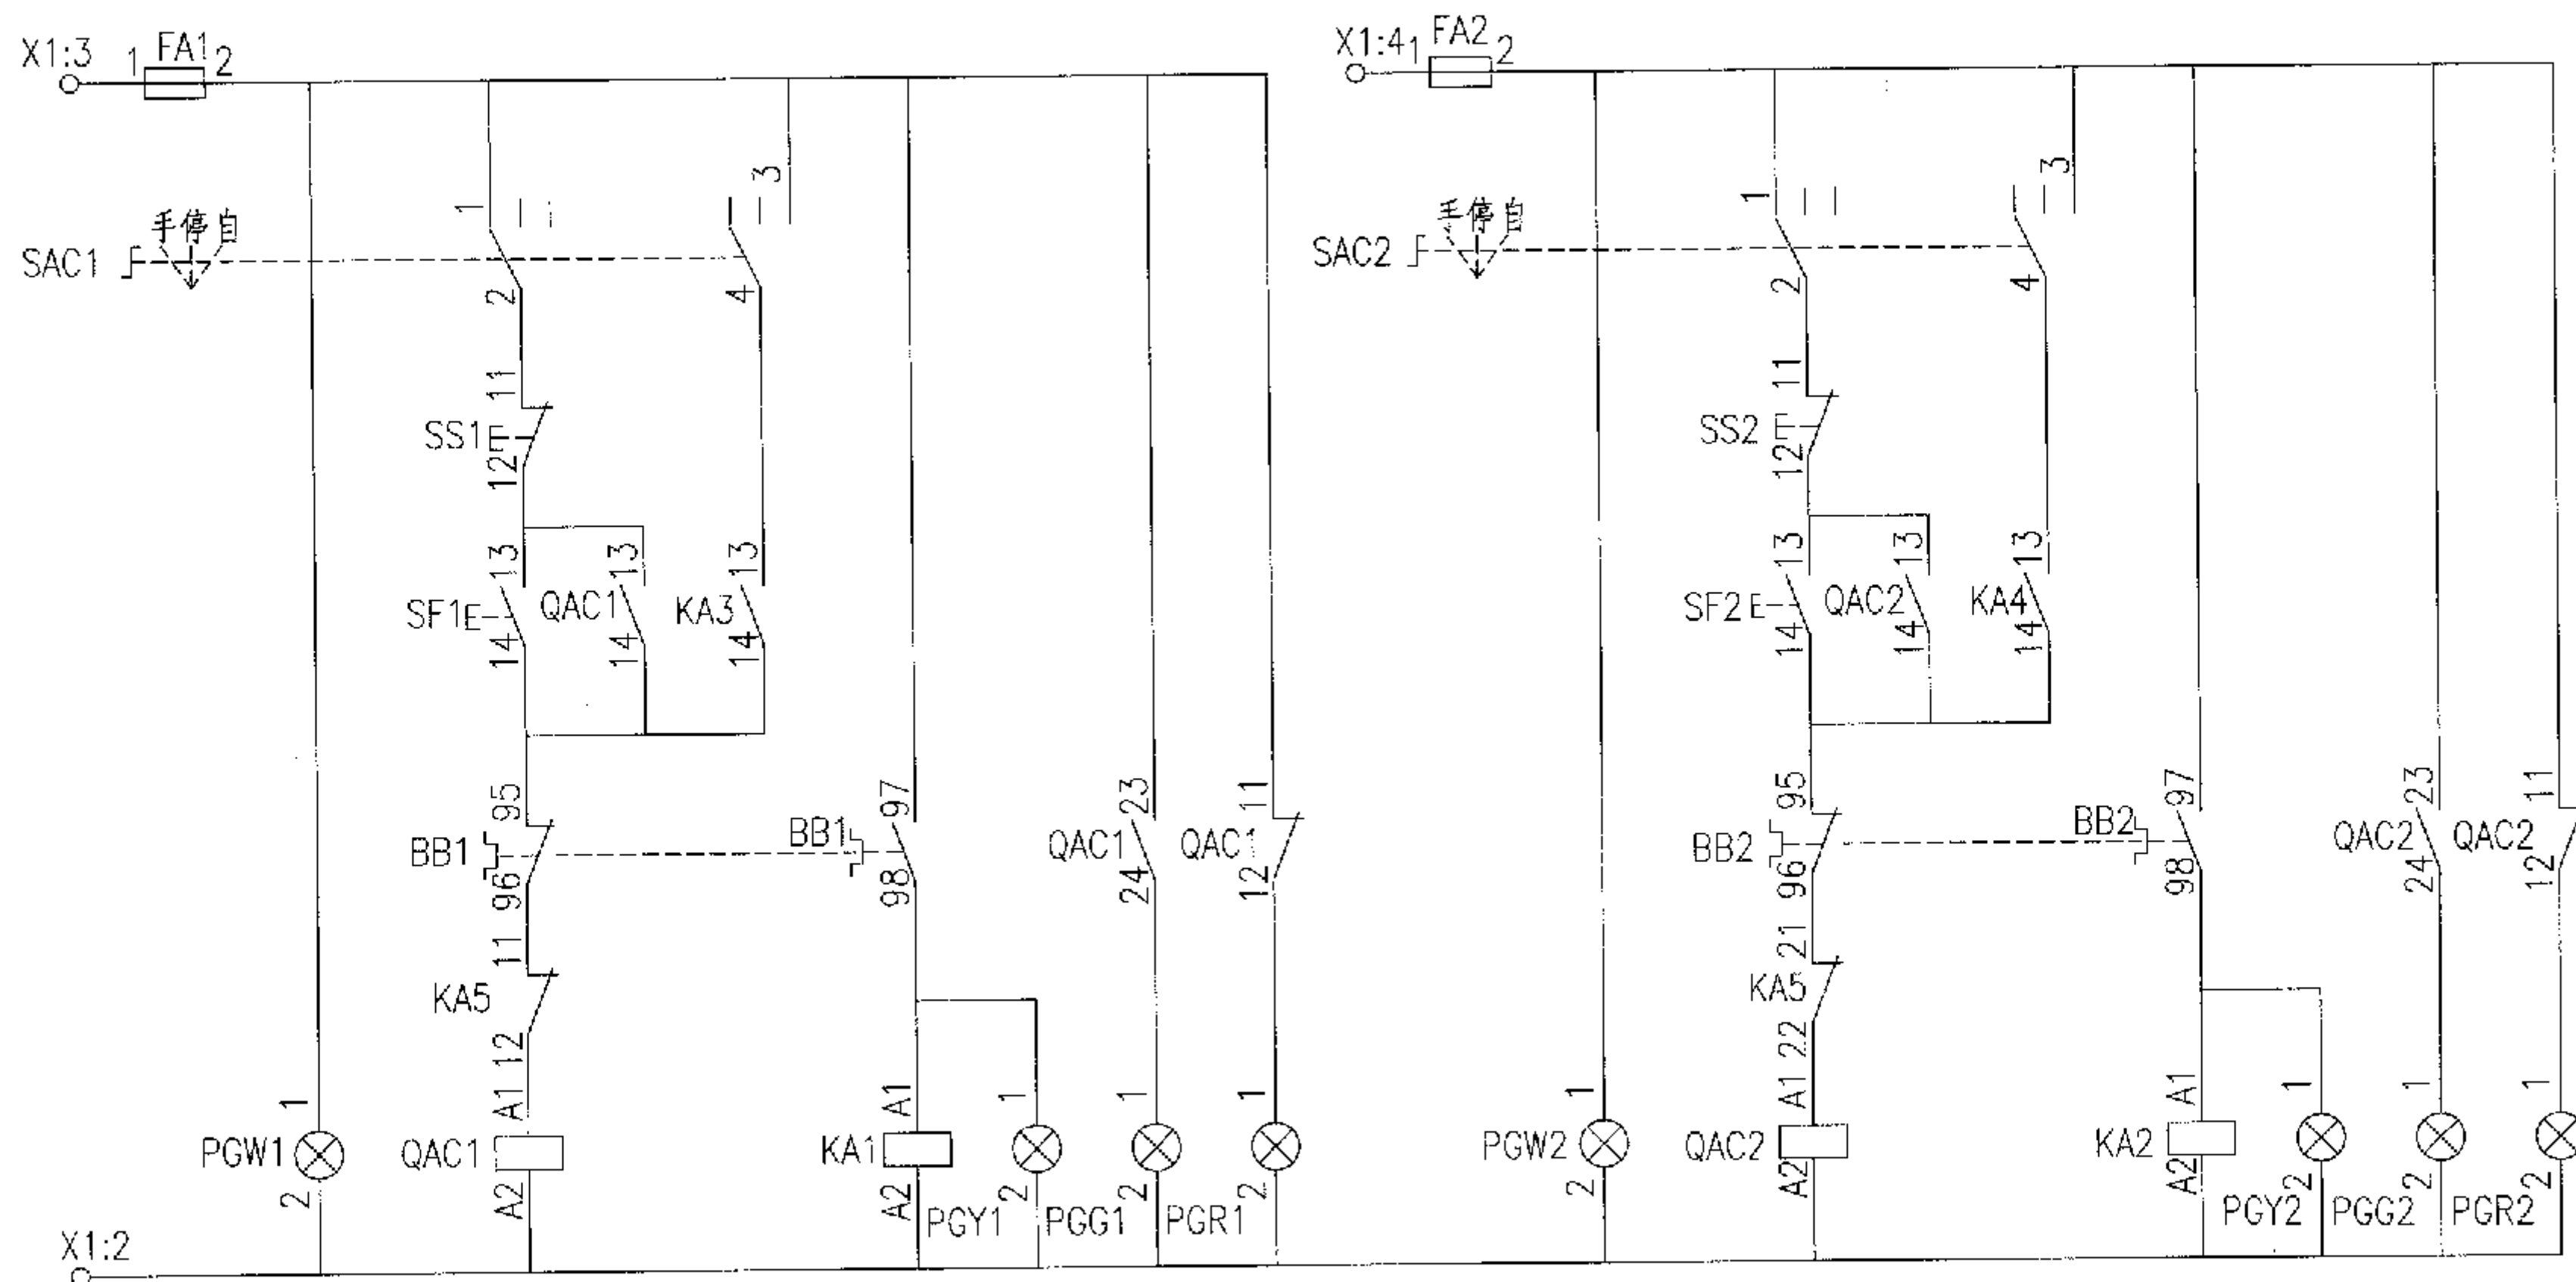 X1:3 1 FA1 2
X1:4 1 FA2 2
3
3
1
1
手停自
手停自
SAC1
SAC2
2
4
2
4
11
11
SS1
SS2
12
12
13
13
13
13
13
13
SF1
QAC1
KA3
SF2
QAC2
KA4
14
14
14
14
14
14
95
97
23
11
95
97
23
11
BB1
BB1
QAC1
QAC1
BB2
BB2
QAC2
QAC2
96
98
24
12
96
98
24
12
11
21
KA5
KA5
12
22
1
A1
A1
1
1
1
1
A1
A1
1
1
1
PGW1
QAC1
KA1
PGW2
QAC2
KA2
2
A2
A2
2
2
2
2
A2
A2
2
2
2
PGY1
PGG1
PGR1
PGY2
PGG2
PGR2
X1:2